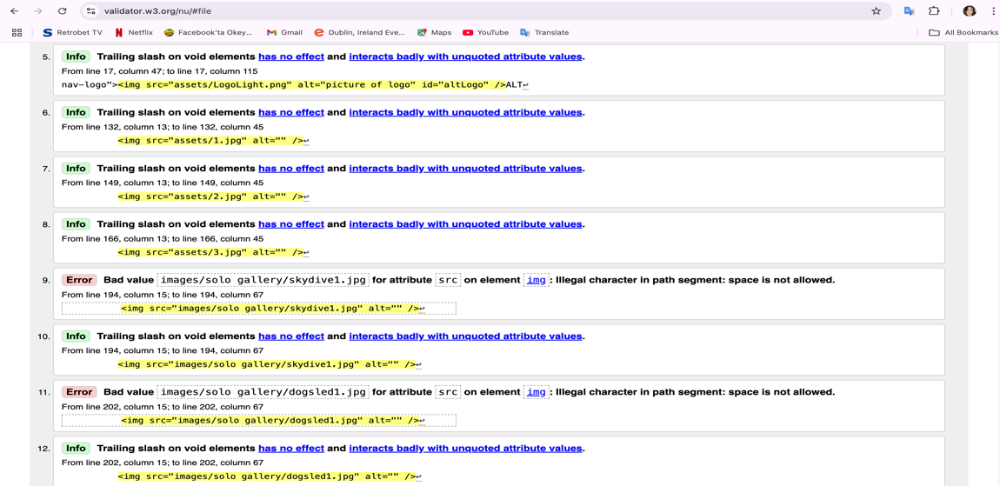 validator.w3.org/nu/#file
Retrobet TV Netflix Facebook'ta Okey... Gmail Dublin, Ireland Eve... Maps YouTube Translate All Bookmarks
5. Info Trailing slash on void elements has no effect and interacts badly with unquoted attribute values.
From line 17, column 47; to line 17, column 115
nav-logo"><img src="assets/LogoLight.png" alt="picture of logo" id="altLogo" />ALT↩
6. Info Trailing slash on void elements has no effect and interacts badly with unquoted attribute values.
From line 132, column 13; to line 132, column 45
<img src="assets/1.jpg" alt="" />↩
7. Info Trailing slash on void elements has no effect and interacts badly with unquoted attribute values.
From line 149, column 13; to line 149, column 45
<img src="assets/2.jpg" alt="" />↩
8. Info Trailing slash on void elements has no effect and interacts badly with unquoted attribute values.
From line 166, column 13; to line 166, column 45
<img src="assets/3.jpg" alt="" />↩
9. Error Bad value images/solo gallery/skydive1.jpg for attribute src on element img: Illegal character in path segment: space is not allowed.
From line 194, column 15; to line 194, column 67
<img src="images/solo gallery/skydive1.jpg" alt="" />↩
10. Info Trailing slash on void elements has no effect and interacts badly with unquoted attribute values.
From line 194, column 15; to line 194, column 67
<img src="images/solo gallery/skydive1.jpg" alt="" />↩
11. Error Bad value images/solo gallery/dogsled1.jpg for attribute src on element img: Illegal character in path segment: space is not allowed.
From line 202, column 15; to line 202, column 67
<img src="images/solo gallery/dogsled1.jpg" alt="" />↩
12. Info Trailing slash on void elements has no effect and interacts badly with unquoted attribute values.
From line 202, column 15; to line 202, column 67
<img src="images/solo gallery/dogsled1.jpg" alt="" />↩